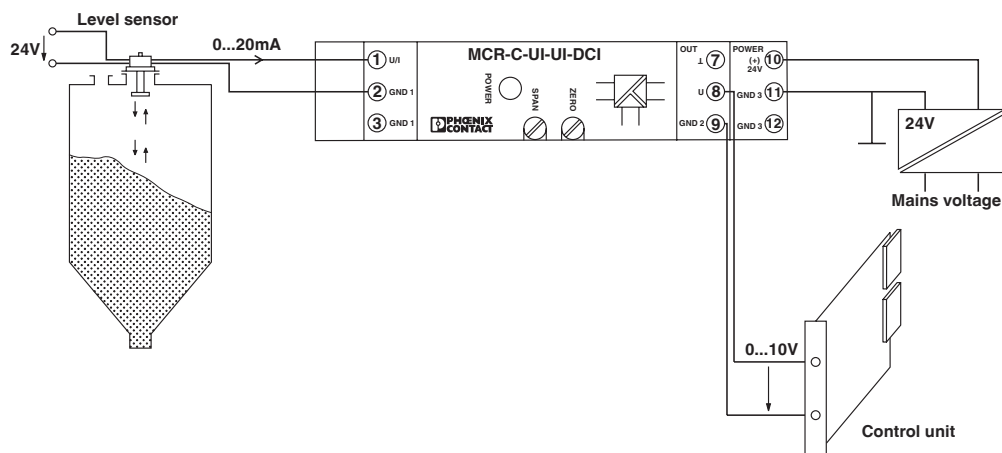 Level sensor
24V
0...20mA
MCR-C-UI-UI-DCI
1 U/I
2 GND 1
3 GND 1
POWER
SPAN
ZERO
PHŒNIX
CONTACT
OUT
⊥ 7
U 8
GND 2 9
POWER
(+) 10
24V
GND 3 11
GND 3 12
24V
Mains voltage
0...10V
Control unit